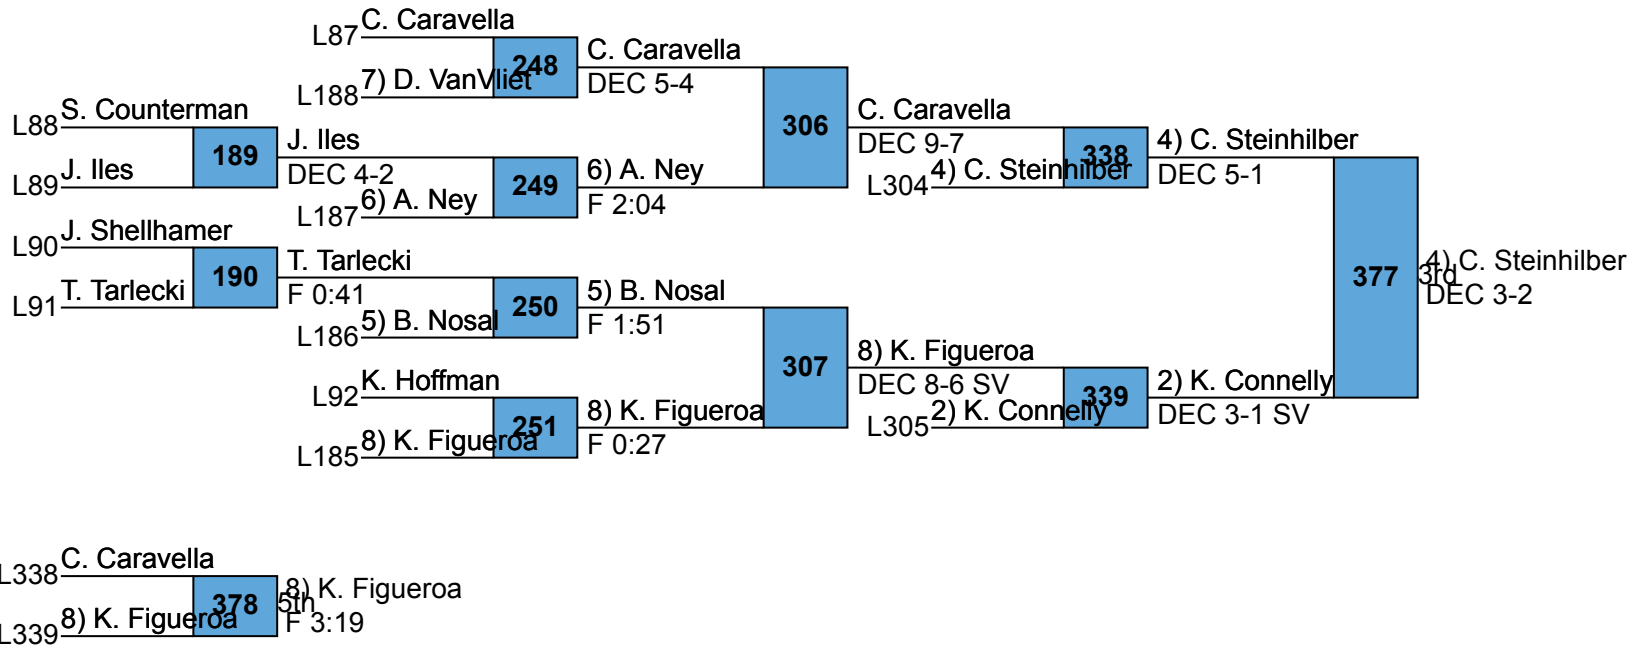 C. Caravella
L87
248
7) D. VanVliet
L188
C. Caravella
DEC 5-4
S. Counterman
L88
189
J. Iles
L89
J. Iles
DEC 4-2
249
6) A. Ney
L187
6) A. Ney
F 2:04
306
C. Caravella
DEC 9-7
338
4) C. Steinhilber
L304
4) C. Steinhilber
DEC 5-1
J. Shellhamer
L90
190
T. Tarlecki
L91
T. Tarlecki
F 0:41
250
5) B. Nosal
L186
5) B. Nosal
F 1:51
K. Hoffman
L92
251
8) K. Figueroa
L185
8) K. Figueroa
F 0:27
307
8) K. Figueroa
DEC 8-6 SV
339
2) K. Connelly
L305
2) K. Connelly
DEC 3-1 SV
377
4) C. Steinhilber
3rd
DEC 3-2
C. Caravella
L338
378
8) K. Figueroa
L339
8) K. Figueroa
5th
F 3:19